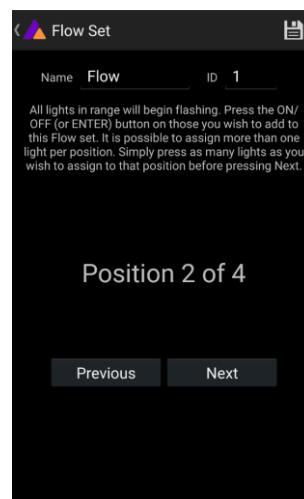 Flow Set
Name Flow ID 1
All lights in range will begin flashing. Press the ON/
OFF (or ENTER) button on those you wish to add to
this Flow set. It is possible to assign more than one
light per position. Simply press as many lights as you
wish to assign to that position before pressing Next.
Position 2 of 4
Previous Next